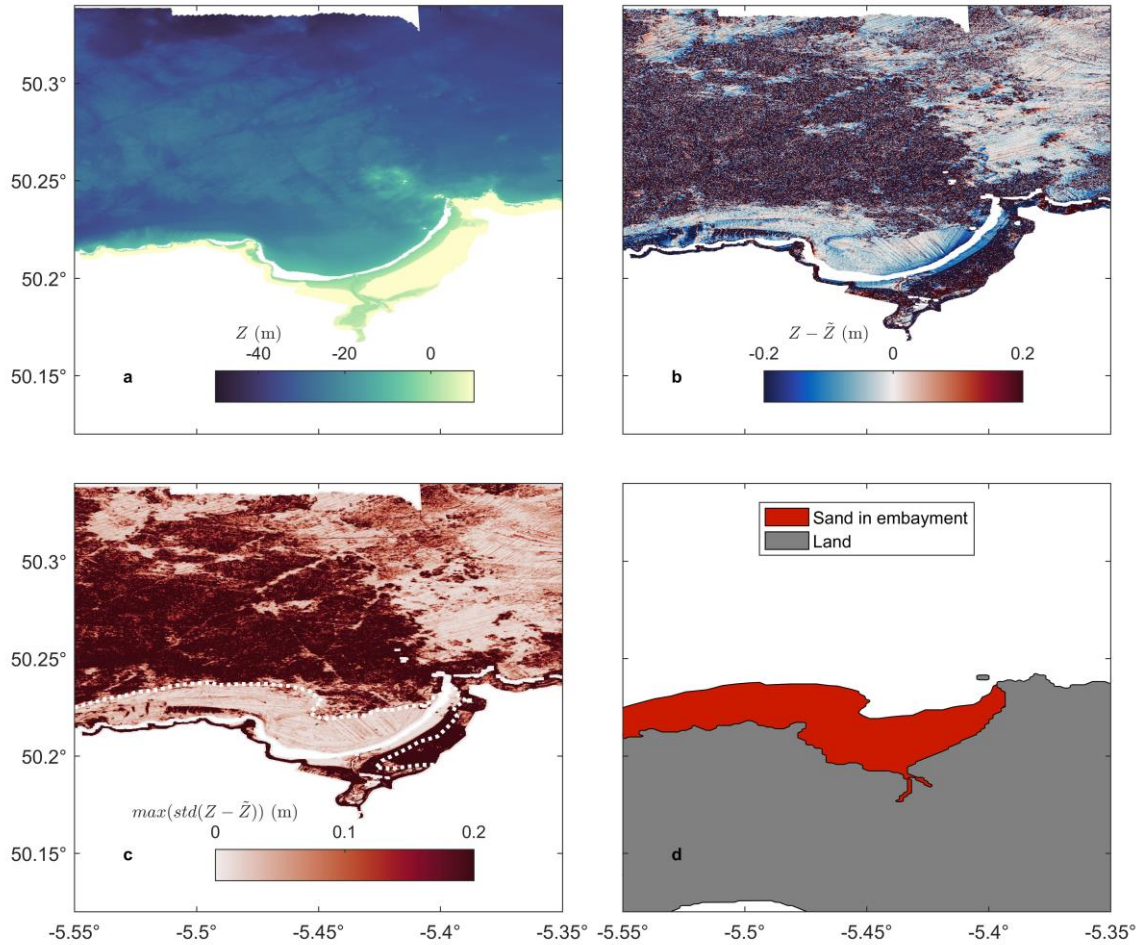 50.3°
50.25°
50.2°
50.15°
Z (m)
-40 -20 0
a
Z − Z̃ (m)
-0.2 0 0.2
b
50.3°
50.25°
50.2°
50.15°
max(std(Z − Z̃)) (m)
0 0.1 0.2
c
Sand in embayment
Land
d
-5.55° -5.5° -5.45° -5.4° -5.35°
-5.5° -5.45° -5.4° -5.35°